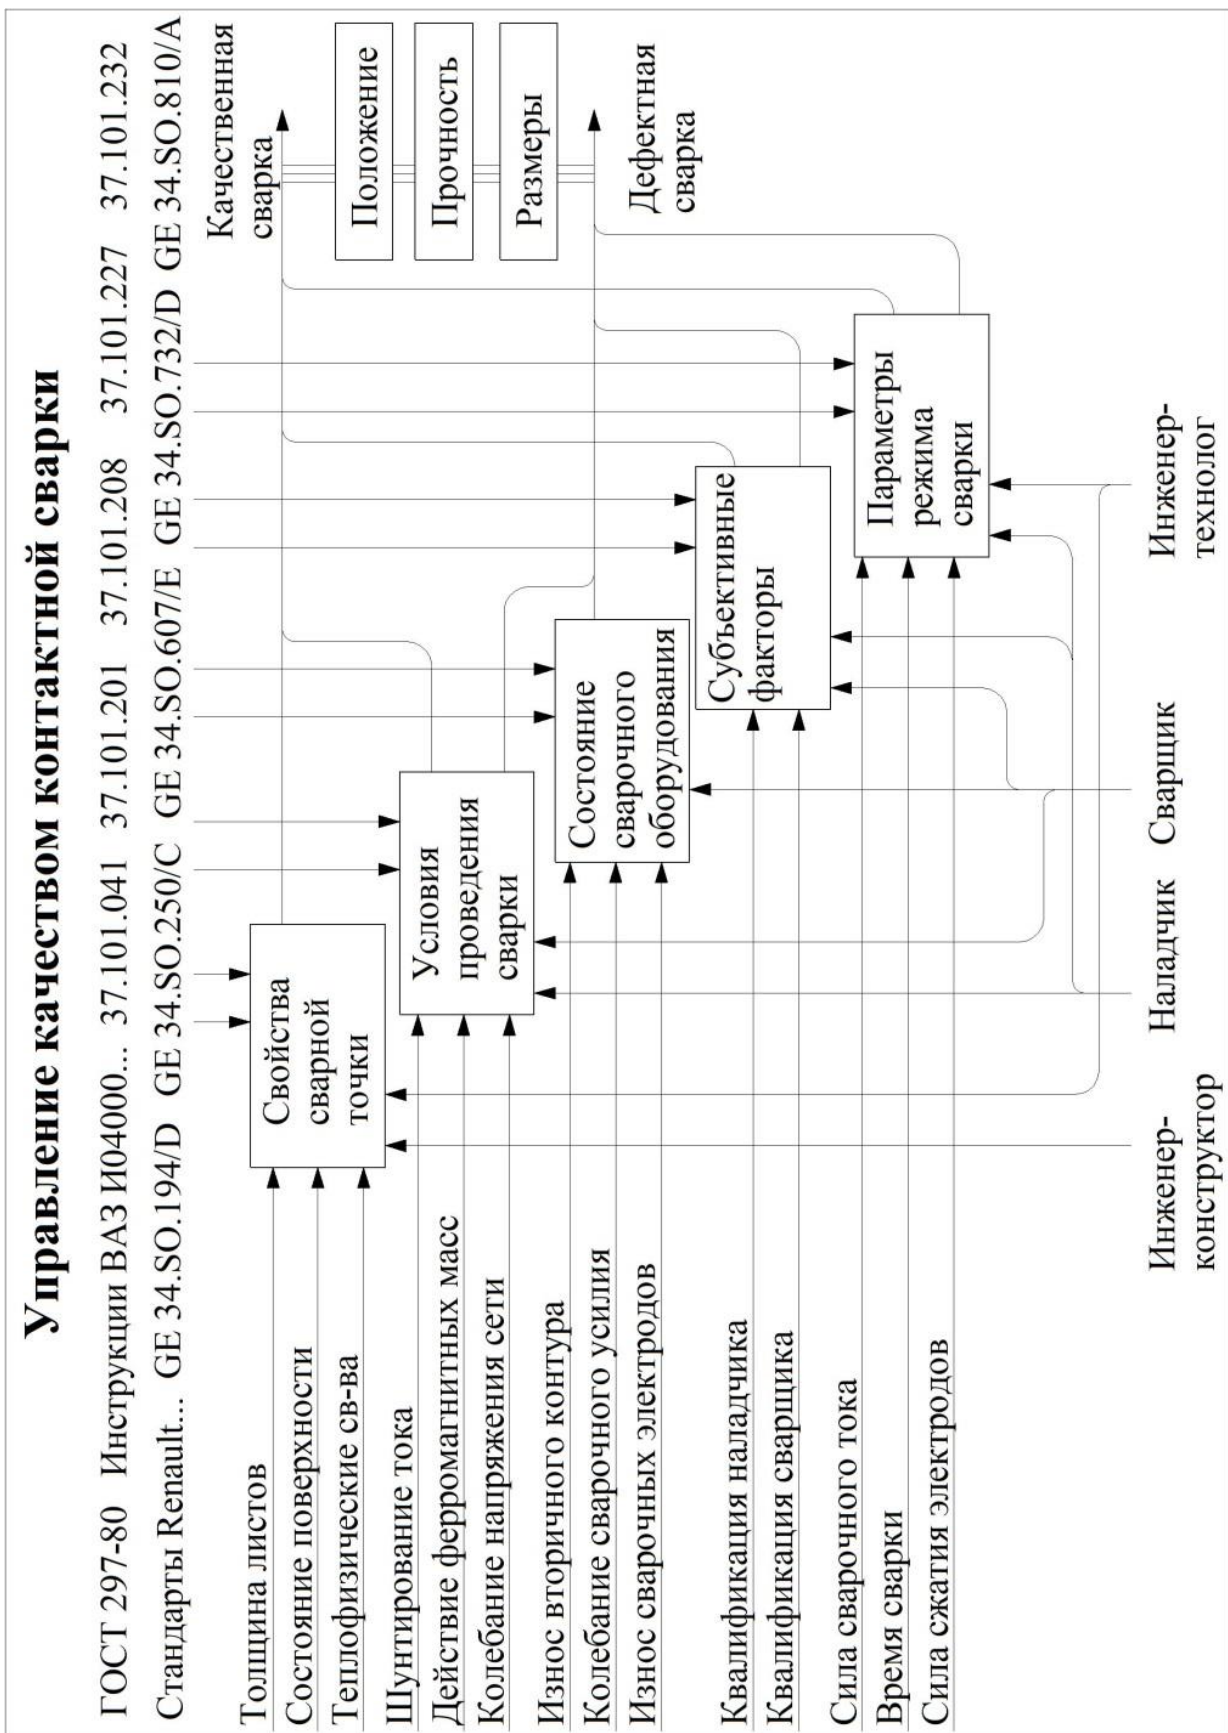 Управление качеством контактной сварки
ГОСТ 297-80 Инструкции ВАЗ И04000... 37.101.041 37.101.201 37.101.208 37.101.227 37.101.232
Стандарты Renault... GE 34.SO.194/D GE 34.SO.250/C GE 34.SO.607/E GE 34.SO.732/D GE 34.SO.810/A
Толщина листов
Состояние поверхности
Теплофизические св-ва
Шунтирование тока
Действие ферромагнитных масс
Колебание напряжения сети
Износ вторичного контура
Колебание сварочного усилия
Износ сварочных электродов
Квалификация наладчика
Квалификация сварщика
Сила сварочного тока
Время сварки
Сила сжатия электродов
Свойства
сварной
точки
Условия
проведения
сварки
Состояние
сварочного
оборудования
Субъективные
факторы
Параметры
режима
сварки
Качественная
сварка
Положение
Прочность
Размеры
Дефектная
сварка
Инженер-
конструктор
Наладчик
Сварщик
Инженер-
технолог